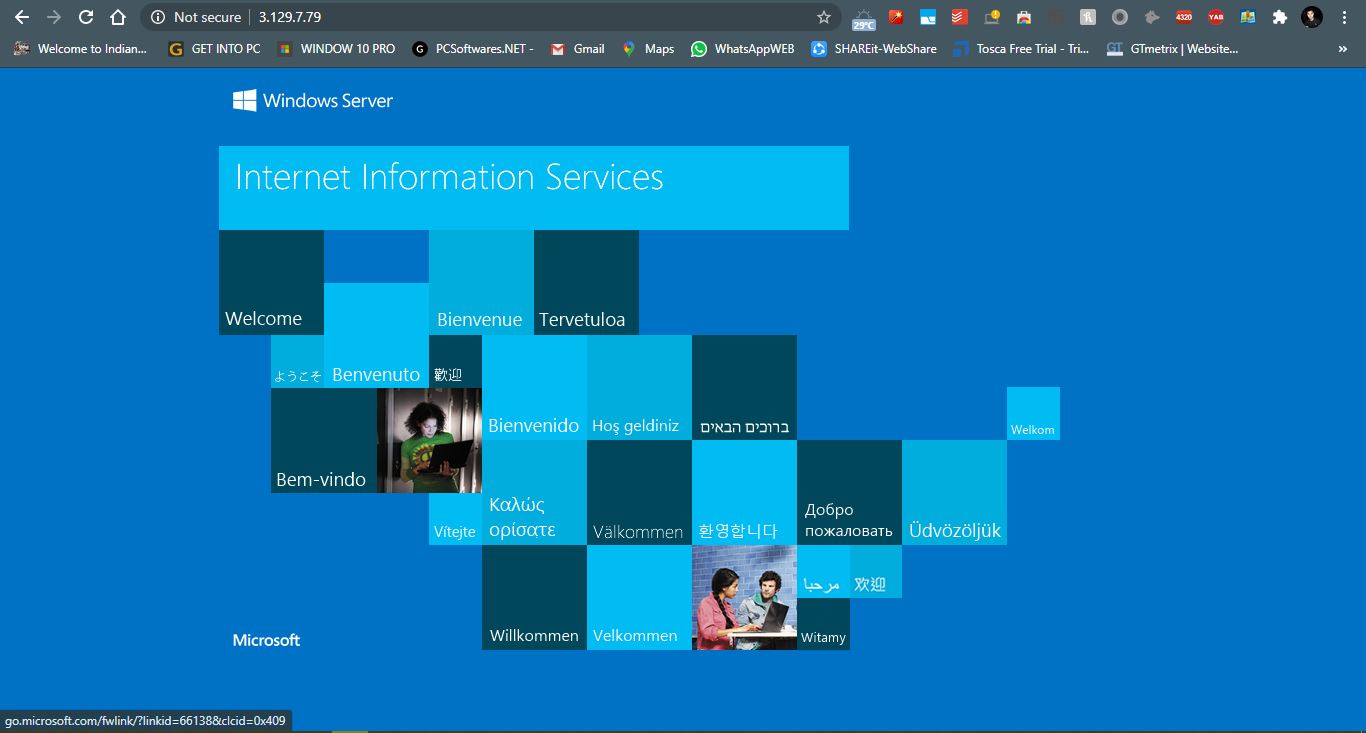 Not secure
3.129.7.79
29°C
4320
YAB
Welcome to Indian...
G
GET INTO PC
WINDOW 10 PRO
G
PCSoftwares.NET -
Gmail
Maps
WhatsAppWEB
SHAREit-WebShare
Tosca Free Trial - Tri...
GT
GTmetrix | Website...
»
Windows Server
Internet Information Services
Welcome
Bienvenue
Tervetuloa
ようこそ
Benvenuto
歡迎
Bienvenido
Hoş geldiniz
ברוכים הבאים
Welkom
Bem-vindo
Vítejte
Καλώς
ορίσατε
Välkommen
환영합니다
Добро
пожаловать
Üdvözöljük
Willkommen
Velkommen
مرحبا
欢迎
Witamy
Microsoft
go.microsoft.com/fwlink/?linkid=66138&clcid=0x409